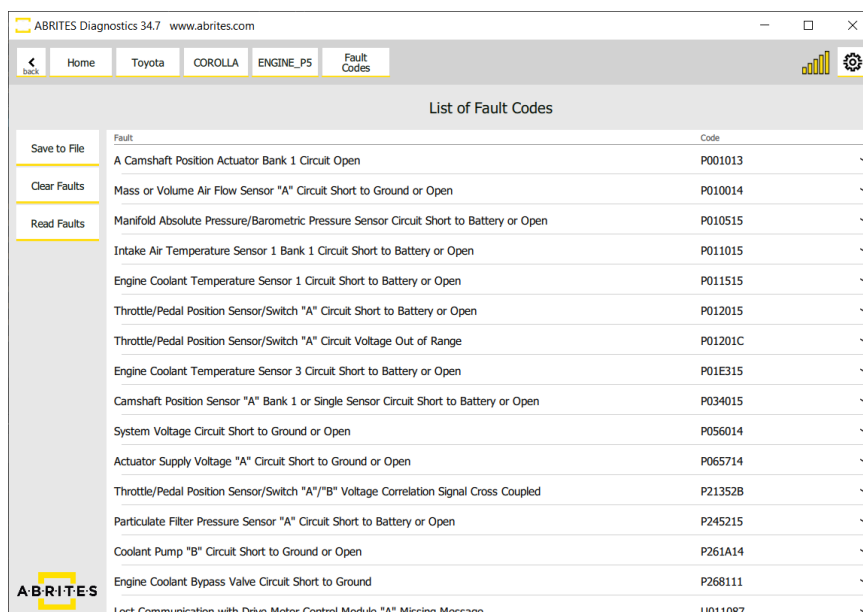 ABRITES Diagnostics 34.7 www.abrites.com
back
Home
Toyota
COROLLA
ENGINE_P5
Fault
Codes
List of Fault Codes
Save to File
Clear Faults
Read Faults
Fault Code
A Camshaft Position Actuator Bank 1 Circuit Open P001013
Mass or Volume Air Flow Sensor "A" Circuit Short to Ground or Open P010014
Manifold Absolute Pressure/Barometric Pressure Sensor Circuit Short to Battery or Open P010515
Intake Air Temperature Sensor 1 Bank 1 Circuit Short to Battery or Open P011015
Engine Coolant Temperature Sensor 1 Circuit Short to Battery or Open P011515
Throttle/Pedal Position Sensor/Switch "A" Circuit Short to Battery or Open P012015
Throttle/Pedal Position Sensor/Switch "A" Circuit Voltage Out of Range P01201C
Engine Coolant Temperature Sensor 3 Circuit Short to Battery or Open P01E315
Camshaft Position Sensor "A" Bank 1 or Single Sensor Circuit Short to Battery or Open P034015
System Voltage Circuit Short to Ground or Open P056014
Actuator Supply Voltage "A" Circuit Short to Ground or Open P065714
Throttle/Pedal Position Sensor/Switch "A"/"B" Voltage Correlation Signal Cross Coupled P21352B
Particulate Filter Pressure Sensor "A" Circuit Short to Battery or Open P245215
Coolant Pump "B" Circuit Short to Ground or Open P261A14
Engine Coolant Bypass Valve Circuit Short to Ground P268111
Lost Communication with Drive Motor Control Module "A" Missing Message U011087
ABRITES